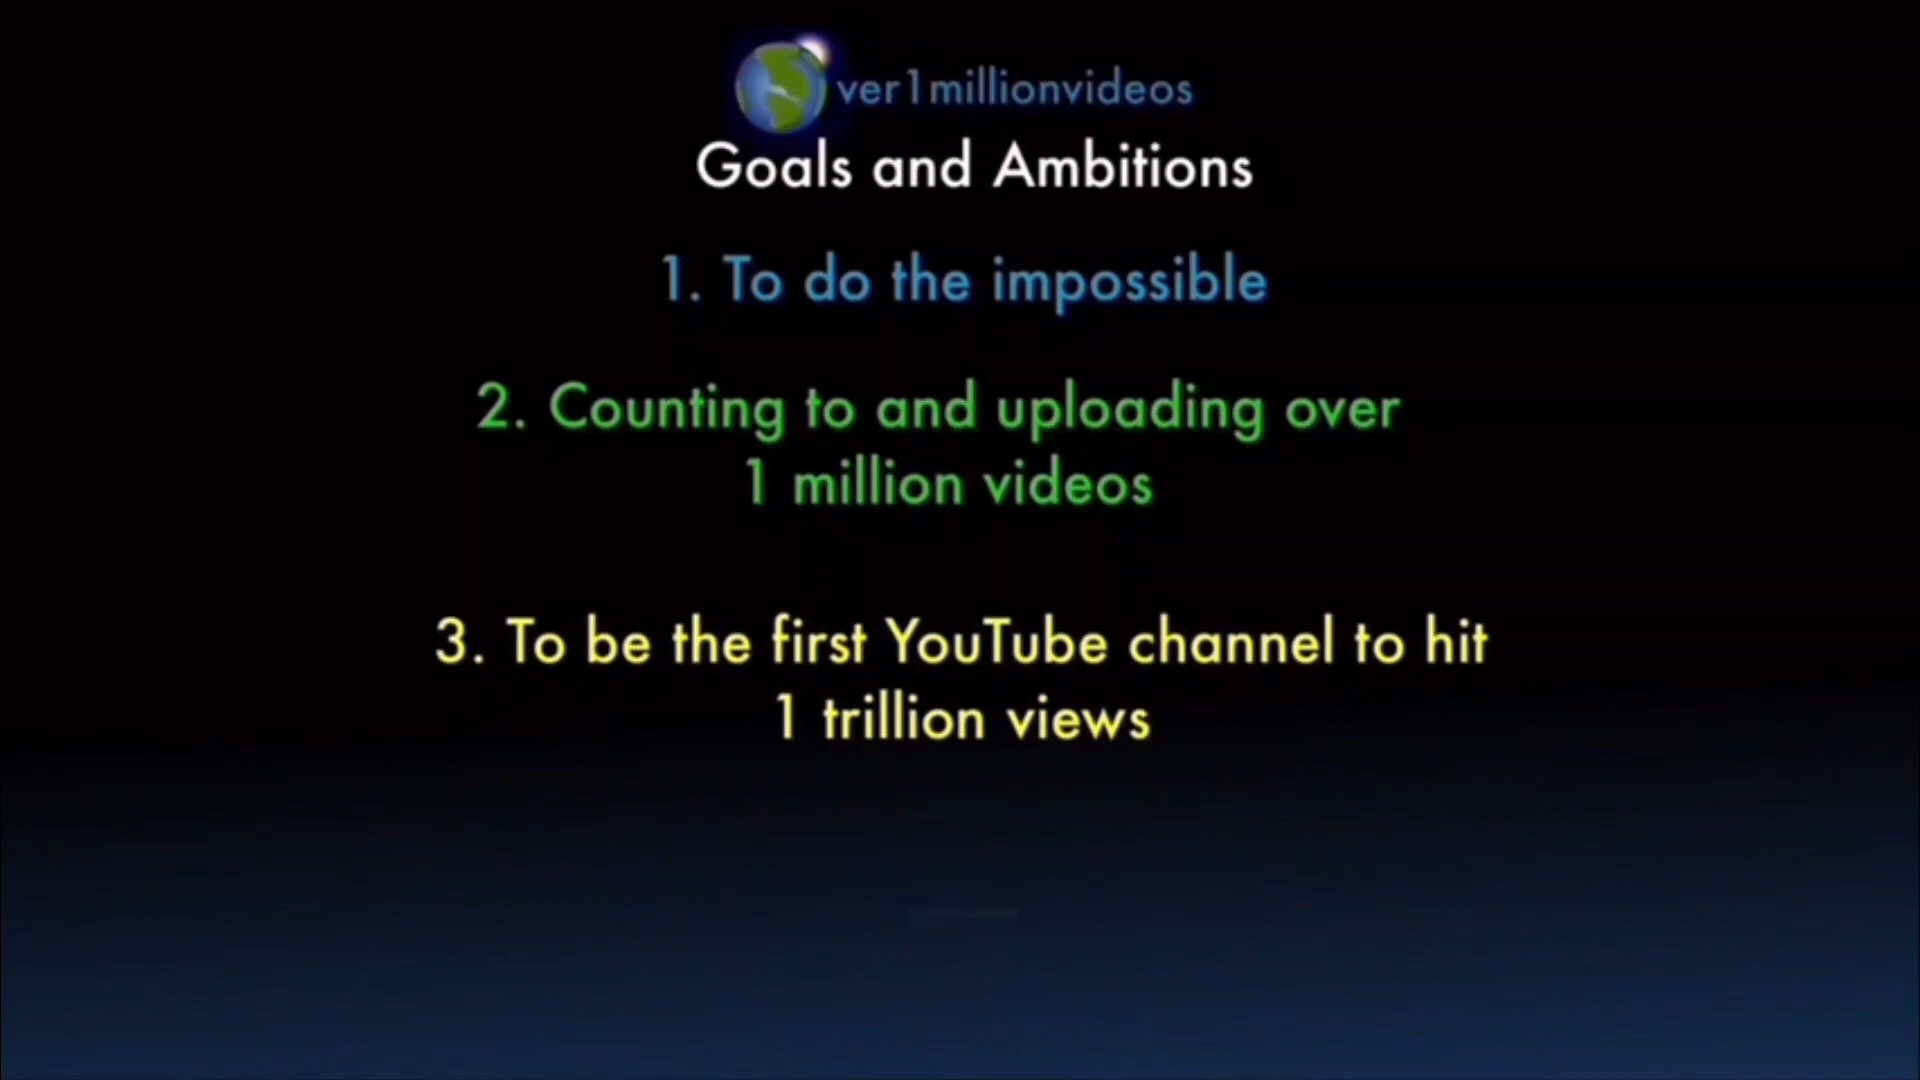 ver1millionvideos
Goals and Ambitions
1. To do the impossible
2. Counting to and uploading over
1 million videos
3. To be the first YouTube channel to hit
1 trillion views